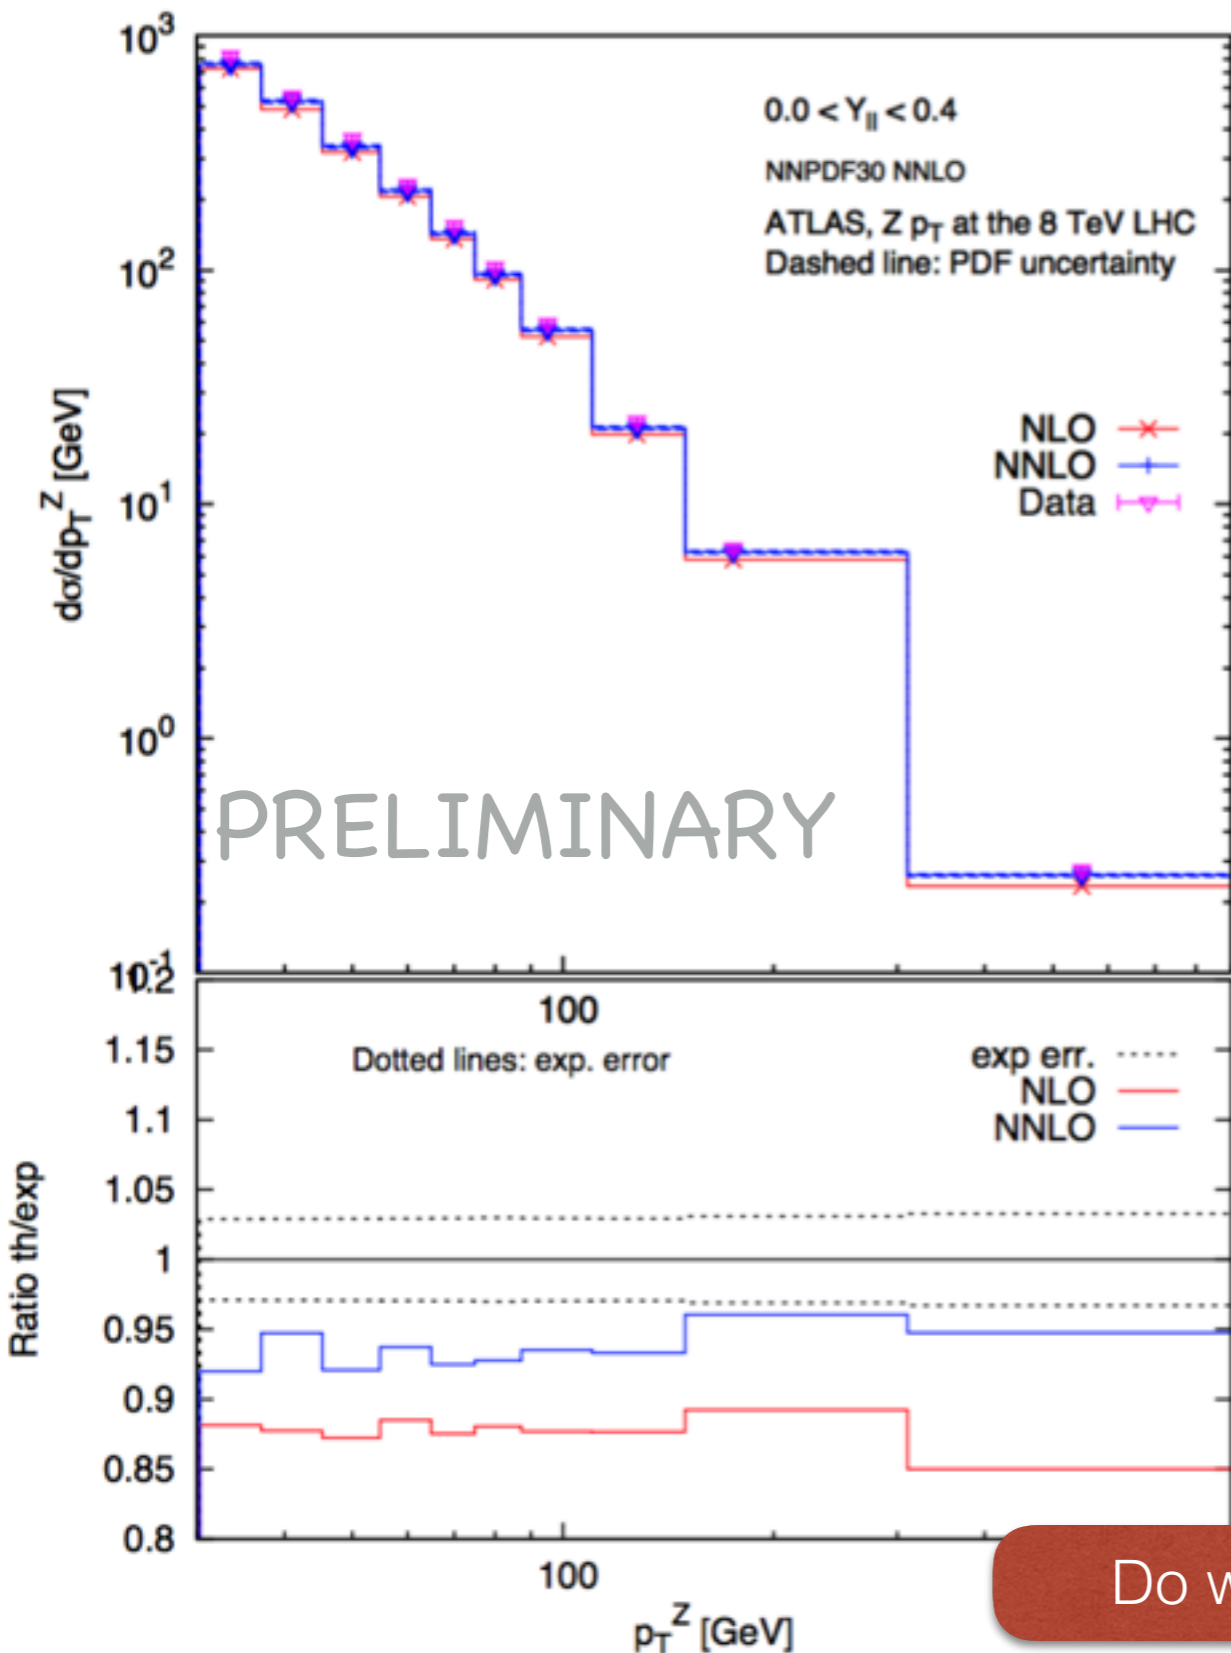 10³
0.0 < Y_ll < 0.4
NNPDF30 NNLO
ATLAS, Z p_T at the 8 TeV LHC
Dashed line: PDF uncertainty
10²
NLO
NNLO
Data
10¹
dσ/dp_T^Z [GeV]
10⁰
PRELIMINARY
10⁻¹
100
1.2
1.15
1.1
1.05
1
0.95
0.9
0.85
0.8
Dotted lines: exp. error
exp err.
NLO
NNLO
Ratio th/exp
100
p_T^Z [GeV]
Do